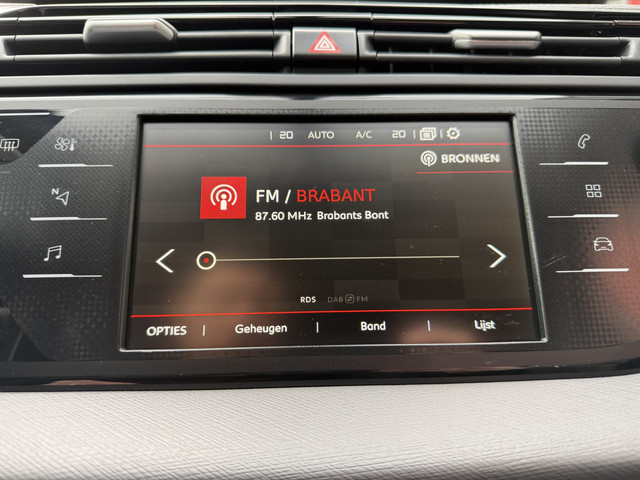 20 AUTO A/C 20
BRONNEN
N
FM / BRABANT
87.60 MHz Brabants Bont
RDS DAB FM
OPTIES | Geheugen | Band | Lijst